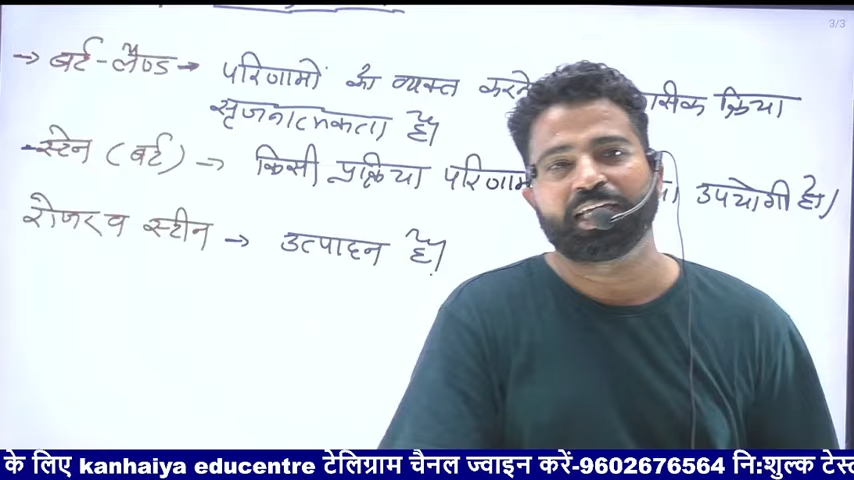 3/3
→ बर्ट-लैण्ड → परिणामों को व्यक्त करने क्रिया
सृजनात्मकता है।
→ स्टेन (बर्ट) → किसी प्रक्रिया परिणाम उपयोगी है।
रोजर व स्टीन → उत्पादन है।
के लिए kanhaiya educentre टेलिग्राम चैनल ज्वाइन करें-9602676564 नि:शुल्क टेस्ट